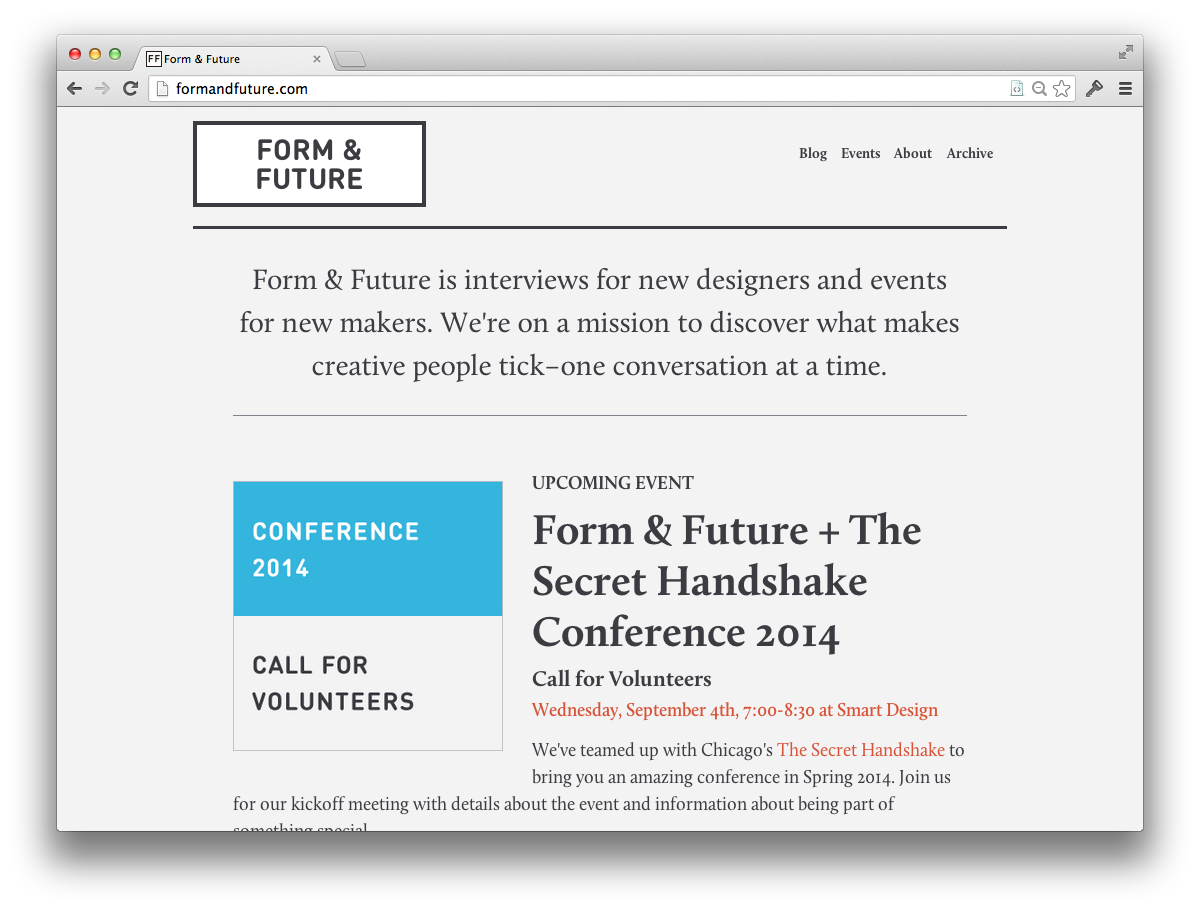 FF Form & Future
formandfuture.com
FORM &
FUTURE
Blog Events About Archive
Form & Future is interviews for new designers and events
for new makers. We're on a mission to discover what makes
creative people tick–one conversation at a time.
CONFERENCE
2014
CALL FOR
VOLUNTEERS
UPCOMING EVENT
Form & Future + The
Secret Handshake
Conference 2014
Call for Volunteers
Wednesday, September 4th, 7:00-8:30 at Smart Design
We've teamed up with Chicago's The Secret Handshake to
bring you an amazing conference in Spring 2014. Join us
for our kickoff meeting with details about the event and information about being part of
something special.